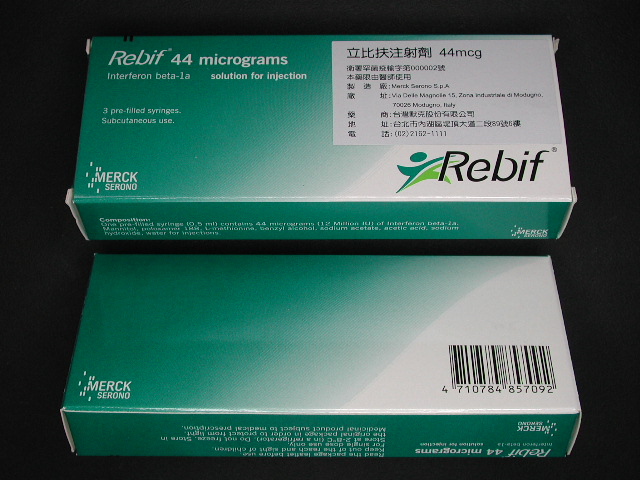 Rebif® 44 micrograms
Interferon beta-1a solution for injection
3 pre-filled syringes.
Subcutaneous use.
立比扶注射劑 44mcg
衛署罕菌疫輸字第000002號
本藥限由醫師使用
製 造 廠:Merck Serono S.p.A
廠 址:Via Delle Magnolie 15, Zona industriale di Modugno,
70026 Modugno, Italy
藥 商:台灣默克股份有限公司
地 址:台北市內湖區堤頂大道二段89號6樓
電 話:(02)2162-1111
Rebif®
MERCK
SERONO
Composition:
One pre-filled syringe (0.5 ml) contains 44 micrograms (12 Million IU) of Interferon beta-1a,
Mannitol, poloxamer 188, L-methionine, benzyl alcohol, sodium acetate, acetic acid, sodium
hydroxide, water for injections.
MERCK
SERONO
MERCK
SERONO
4 710784 857092
Read the package leaflet before use.
Keep out of the reach and sight of children.
For single dose use only.
Store at 2-8°C (in a refrigerator). Do not freeze. Store in
the original package in order to protect from light.
Medicinal product subject to medical prescription.
MERCK
SERONO
Rebif® 44 micrograms
Interferon beta-1a solution for injection